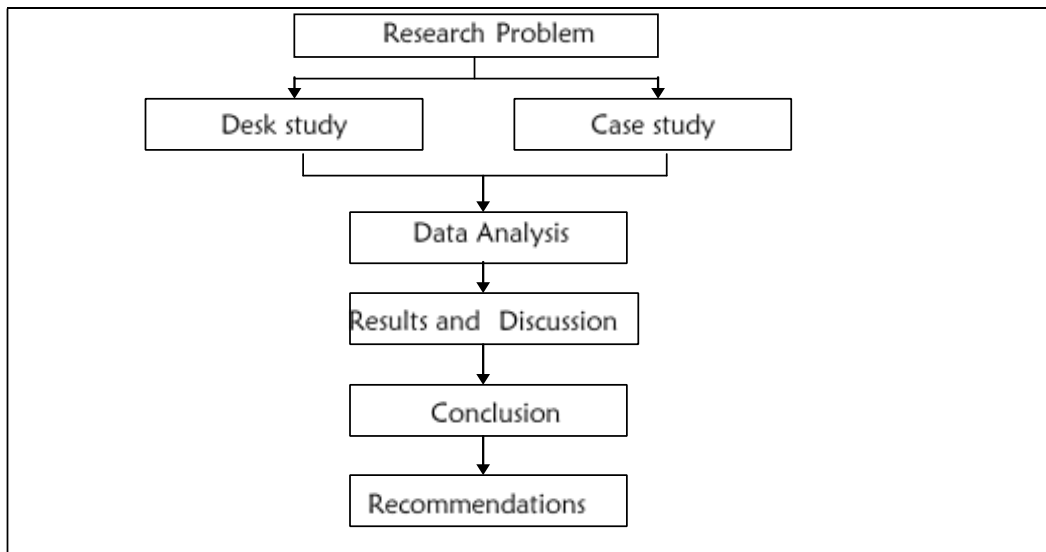 Research Problem
Desk study
Case study
Data Analysis
Results and Discussion
Conclusion
Recommendations